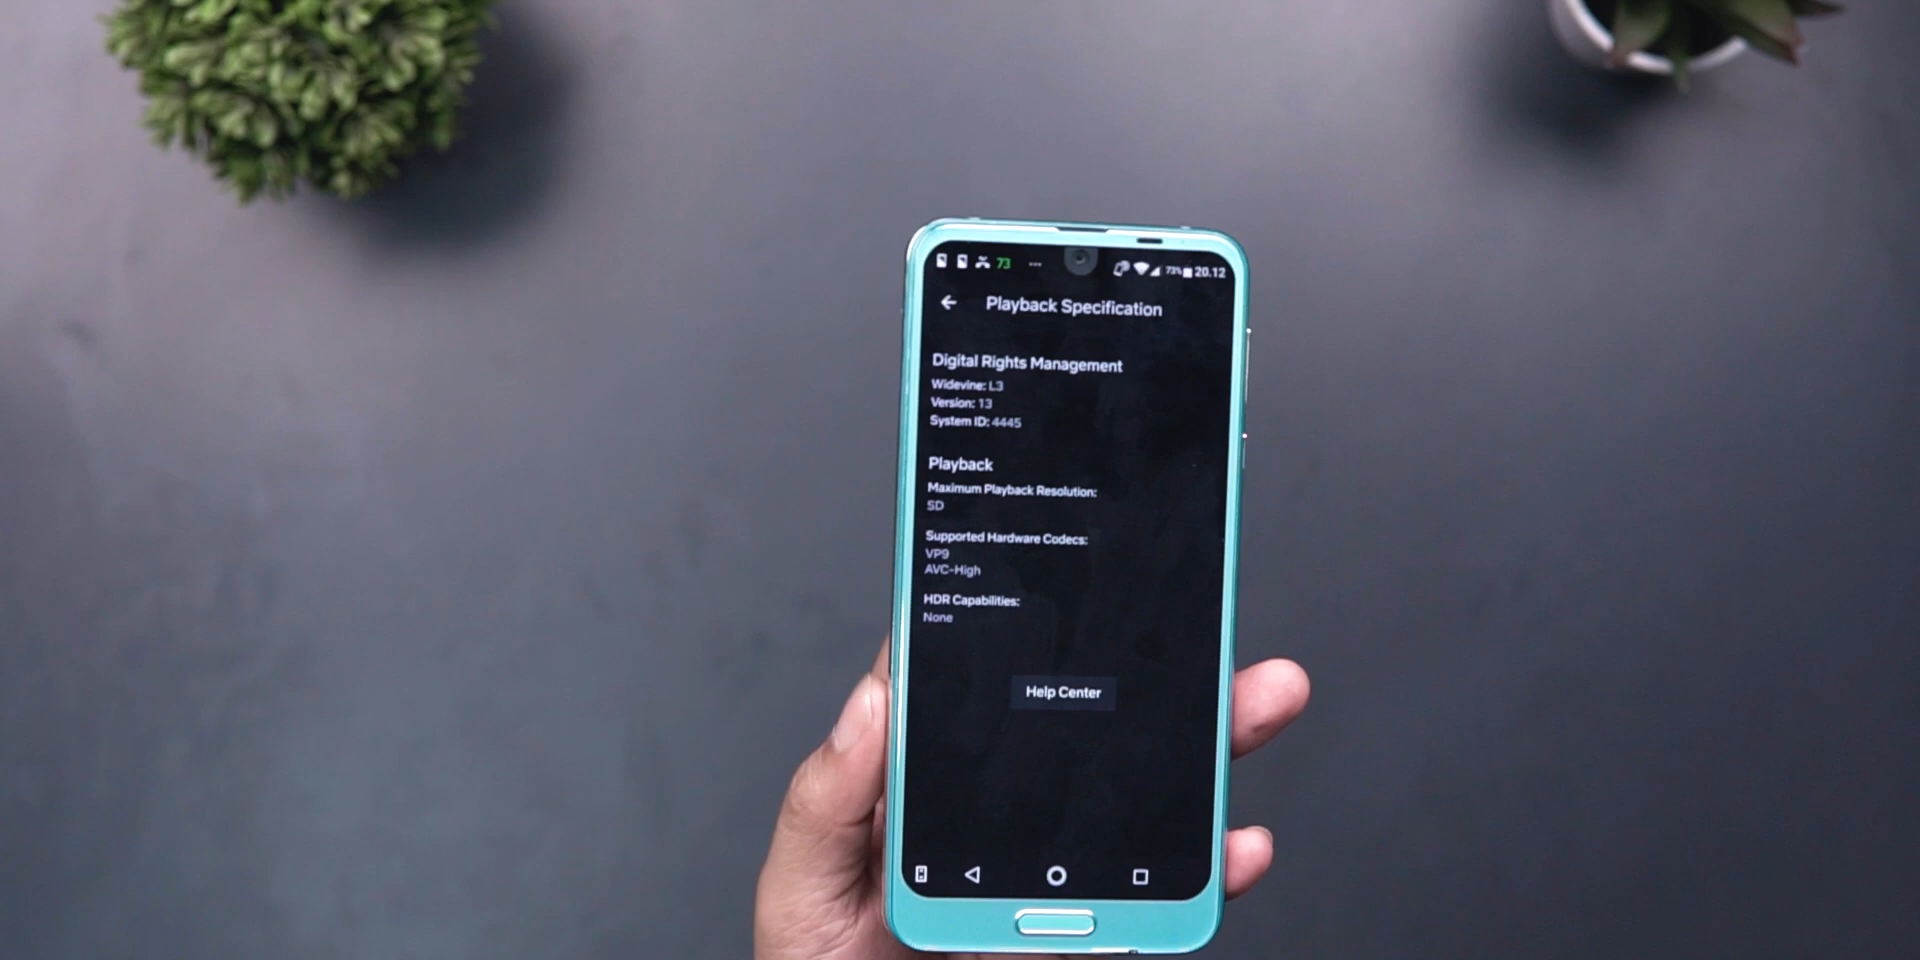 73 ... 73% 20.12
Playback Specification
Digital Rights Management
Widevine: L3
Version: 13
System ID: 4445
Playback
Maximum Playback Resolution:
SD
Supported Hardware Codecs:
VP9
AVC-High
HDR Capabilities:
None
Help Center